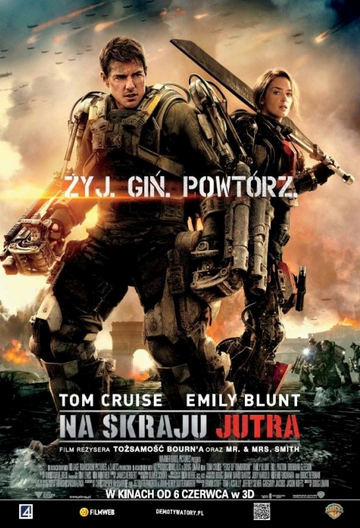 ŻYJ. GIŃ. POWTÓRZ.
TOM CRUISE EMILY BLUNT
NA SKRAJU JUTRA
FILM REŻYSERA TOŻSAMOŚĆ BOURN'A ORAZ MR. & MRS. SMITH
W KINACH OD 6 CZERWCA w 3D
FILMWEB DEMOTYWATORY.PL